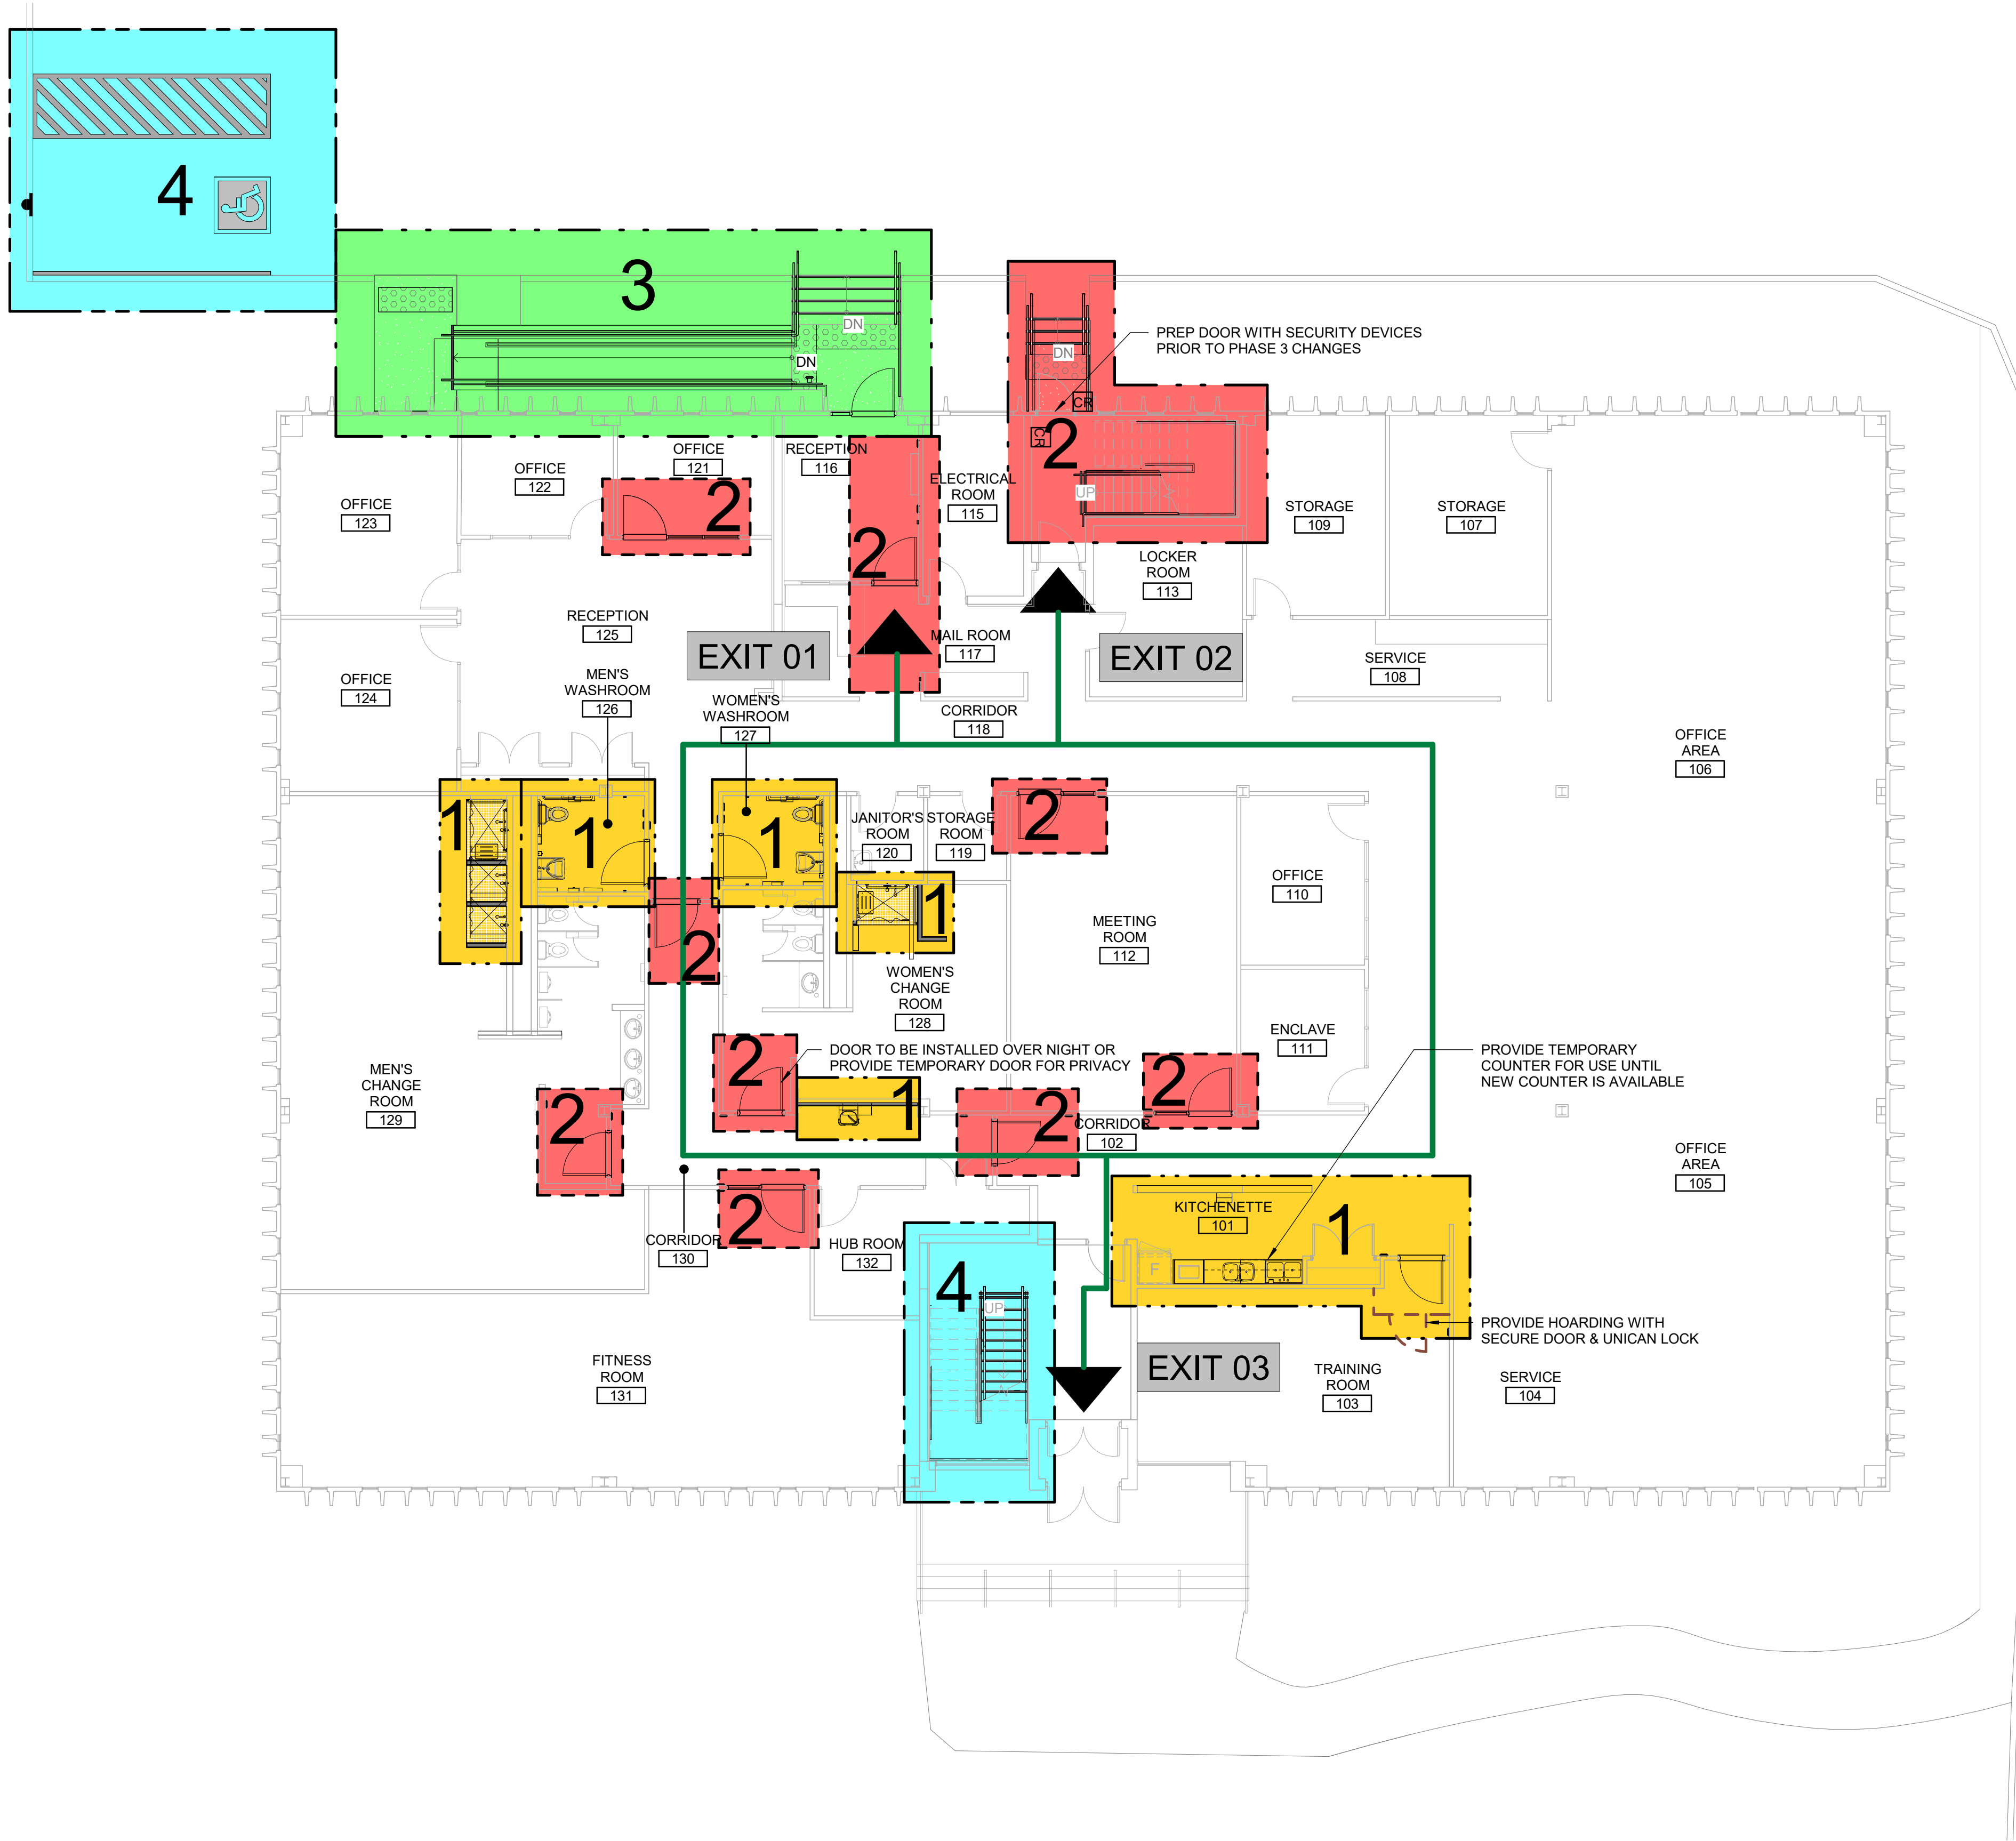 4
3
DN
DN
DN
PREP DOOR WITH SECURITY DEVICES
PRIOR TO PHASE 3 CHANGES
CR
CR
2
UP
OFFICE
123
OFFICE
122
OFFICE
121
2
RECEPTION
116
2
ELECTRICAL
ROOM
115
STORAGE
109
STORAGE
107
LOCKER
ROOM
113
RECEPTION
125
EXIT 01
MAIL ROOM
117
EXIT 02
SERVICE
108
OFFICE
124
MEN'S
WASHROOM
126
WOMEN'S
WASHROOM
127
CORRIDOR
118
OFFICE
AREA
106
1
1
1
JANITOR'S
ROOM
120
STORAGE
ROOM
119
2
OFFICE
110
1
2
MEETING
ROOM
112
WOMEN'S
CHANGE
ROOM
128
ENCLAVE
111
2
DOOR TO BE INSTALLED OVER NIGHT OR
PROVIDE TEMPORARY DOOR FOR PRIVACY
2
PROVIDE TEMPORARY
COUNTER FOR USE UNTIL
NEW COUNTER IS AVAILABLE
MEN'S
CHANGE
ROOM
129
2
1
2
CORRIDOR
102
OFFICE
AREA
105
2
KITCHENETTE
101
1
CORRIDOR
130
HUB ROOM
132
F
4
UP
PROVIDE HOARDING WITH
SECURE DOOR & UNICAN LOCK
FITNESS
ROOM
131
EXIT 03
TRAINING
ROOM
103
SERVICE
104